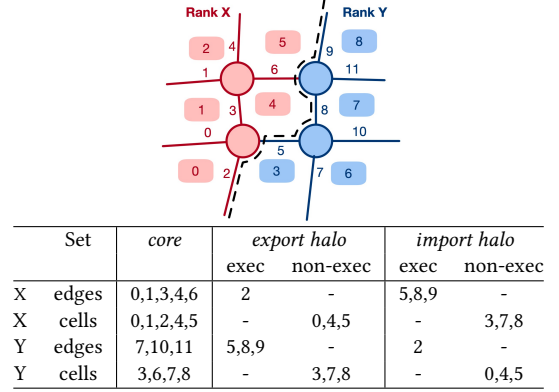 Rank X Rank Y
2 4 5 9 8
1 6 11
1 3 4 8 7
0 5 10
0 2 3 7 6
Set core export halo import halo
exec non-exec exec non-exec
X edges 0,1,3,4,6 2 - 5,8,9 -
X cells 0,1,2,4,5 - 0,4,5 - 3,7,8
Y edges 7,10,11 5,8,9 - 2 -
Y cells 3,6,7,8 - 3,7,8 - 0,4,5